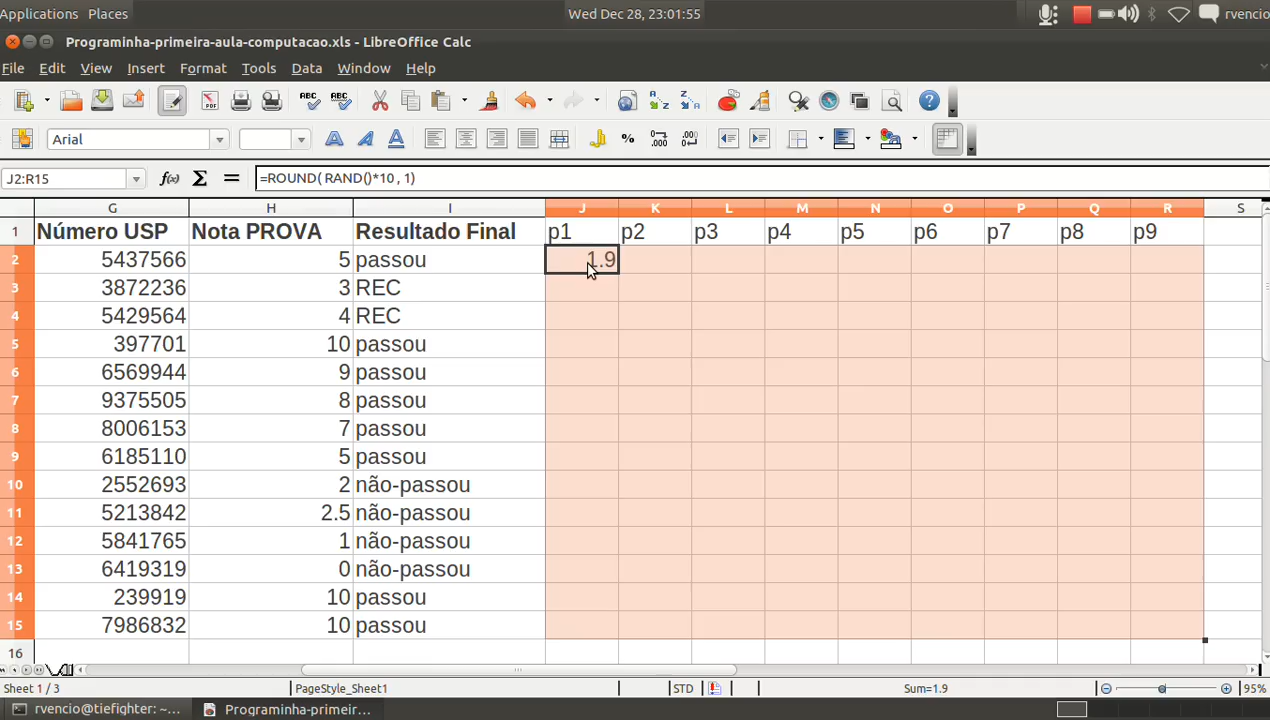 Applications Places Wed Dec 28, 23:01:55 rvencio
Programinha-primeira-aula-computacao.xls - LibreOffice Calc
File Edit View Insert Format Tools Data Window Help
PDF ABC ABC
Arial % .000 .00
J2:R15 f(x) Σ = =ROUND( RAND()*10 , 1)
G H I J K L M N O P Q R S
1 Número USP Nota PROVA Resultado Final p1 p2 p3 p4 p5 p6 p7 p8 p9
2 5437566 5 passou 1.9
3 3872236 3 REC
4 5429564 4 REC
5 397701 10 passou
6 6569944 9 passou
7 9375505 8 passou
8 8006153 7 passou
9 6185110 5 passou
10 2552693 2 não-passou
11 5213842 2.5 não-passou
12 5841765 1 não-passou
13 6419319 0 não-passou
14 239919 10 passou
15 7986832 10 passou
16
Sheet 1 / 3 PageStyle_Sheet1 STD Sum=1.9 95%
rvencio@tiefighter: ~... Programinha-primeir...